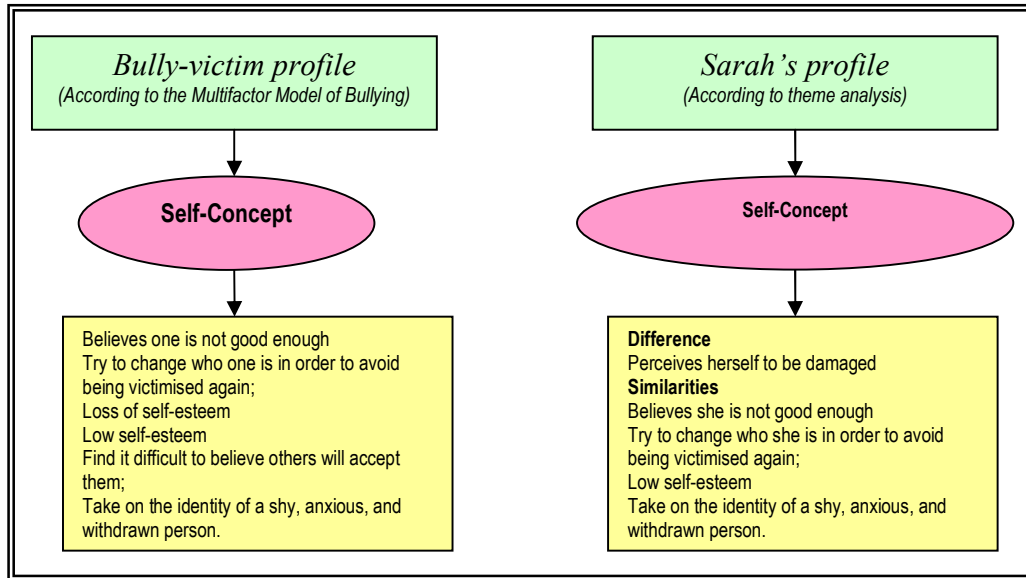 Bully-victim profile
(According to the Multifactor Model of Bullying)
Self-Concept
Believes one is not good enough
Try to change who one is in order to avoid
being victimised again;
Loss of self-esteem
Low self-esteem
Find it difficult to believe others will accept
them;
Take on the identity of a shy, anxious, and
withdrawn person.
Sarah's profile
(According to theme analysis)
Self-Concept
Difference
Perceives herself to be damaged
Similarities
Believes she is not good enough
Try to change who she is in order to avoid
being victimised again;
Low self-esteem
Take on the identity of a shy, anxious, and
withdrawn person.